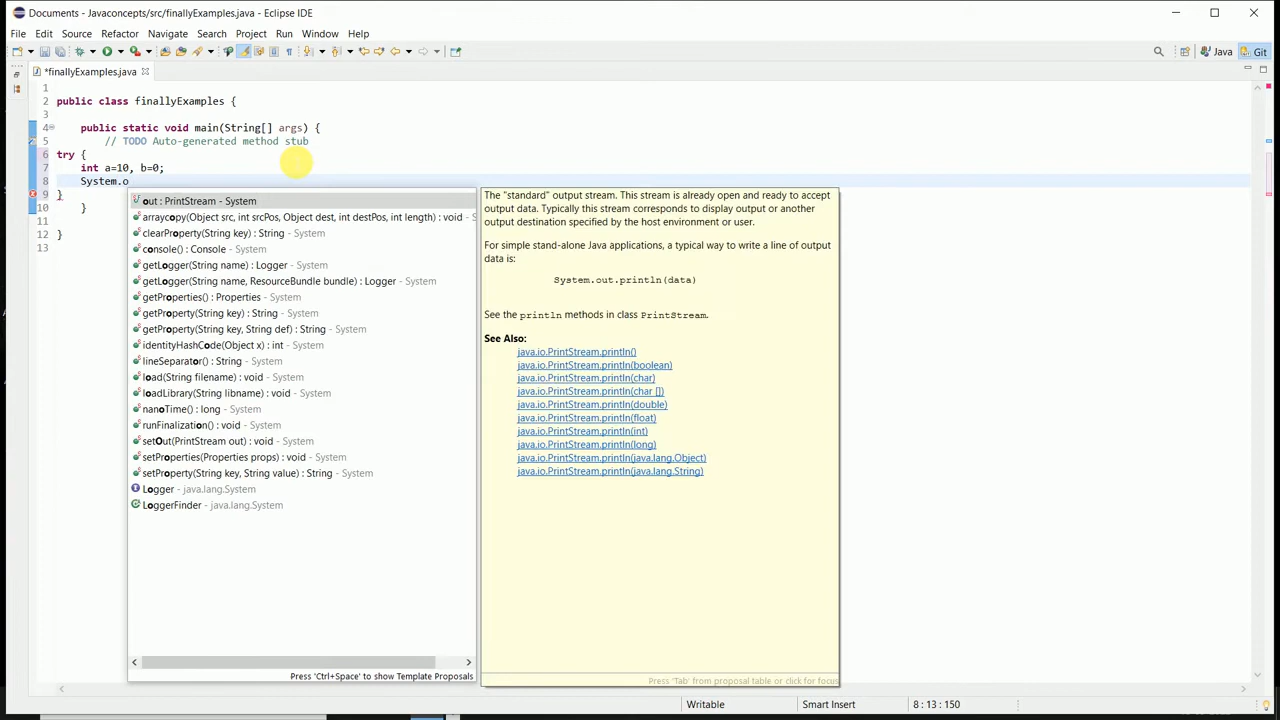 Documents - Javaconcepts/src/finallyExamples.java - Eclipse IDE
File Edit Source Refactor Navigate Search Project Run Window Help
Java Git
*finallyExamples.java
1
2 public class finallyExamples {
3
4 public static void main(String[] args) {
5 // TODO Auto-generated method stub
6 try {
7 int a=10, b=0;
8 System.o
9 }
10 }
11
12 }
13
out : PrintStream - System
arraycopy(Object src, int srcPos, Object dest, int destPos, int length) : void - S
clearProperty(String key) : String - System
console() : Console - System
getLogger(String name) : Logger - System
getLogger(String name, ResourceBundle bundle) : Logger - System
getProperties() : Properties - System
getProperty(String key) : String - System
getProperty(String key, String def) : String - System
identityHashCode(Object x) : int - System
lineSeparator() : String - System
load(String filename) : void - System
loadLibrary(String libname) : void - System
nanoTime() : long - System
runFinalization() : void - System
setOut(PrintStream out) : void - System
setProperties(Properties props) : void - System
setProperty(String key, String value) : String - System
Logger - java.lang.System
LoggerFinder - java.lang.System
Press 'Ctrl+Space' to show Template Proposals
The "standard" output stream. This stream is already open and ready to accept
output data. Typically this stream corresponds to display output or another
output destination specified by the host environment or user.
For simple stand-alone Java applications, a typical way to write a line of output
data is:
System.out.println(data)
See the println methods in class PrintStream.
See Also:
java.io.PrintStream.println()
java.io.PrintStream.println(boolean)
java.io.PrintStream.println(char)
java.io.PrintStream.println(char [])
java.io.PrintStream.println(double)
java.io.PrintStream.println(float)
java.io.PrintStream.println(int)
java.io.PrintStream.println(long)
java.io.PrintStream.println(java.lang.Object)
java.io.PrintStream.println(java.lang.String)
Press 'Tab' from proposal table or click for focus
Writable Smart Insert 8 : 13 : 150